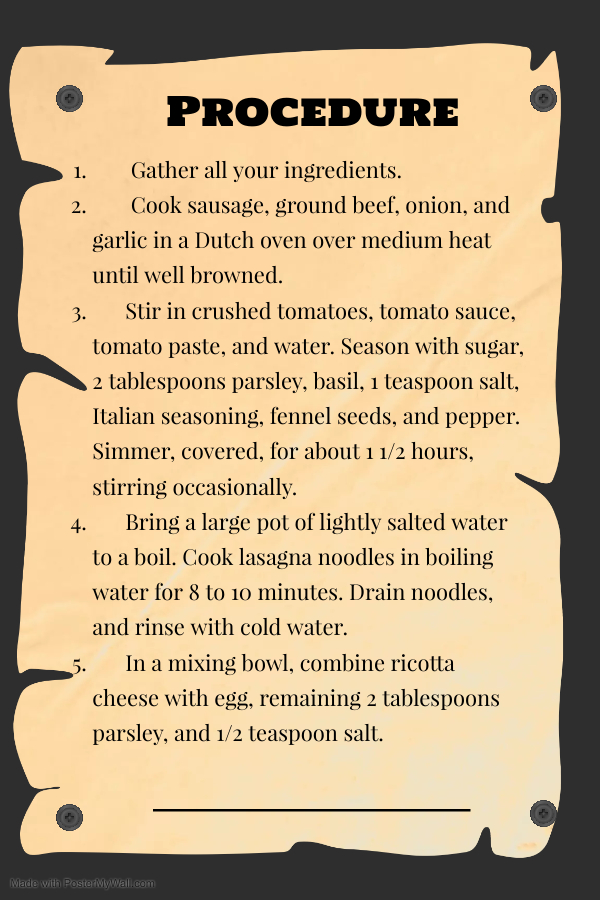 Procedure
1. Gather all your ingredients.
2. Cook sausage, ground beef, onion, and
garlic in a Dutch oven over medium heat
until well browned.
3. Stir in crushed tomatoes, tomato sauce,
tomato paste, and water. Season with sugar,
2 tablespoons parsley, basil, 1 teaspoon salt,
Italian seasoning, fennel seeds, and pepper.
Simmer, covered, for about 1 1/2 hours,
stirring occasionally.
4. Bring a large pot of lightly salted water
to a boil. Cook lasagna noodles in boiling
water for 8 to 10 minutes. Drain noodles,
and rinse with cold water.
5. In a mixing bowl, combine ricotta
cheese with egg, remaining 2 tablespoons
parsley, and 1/2 teaspoon salt.
Made with PosterMyWall.com